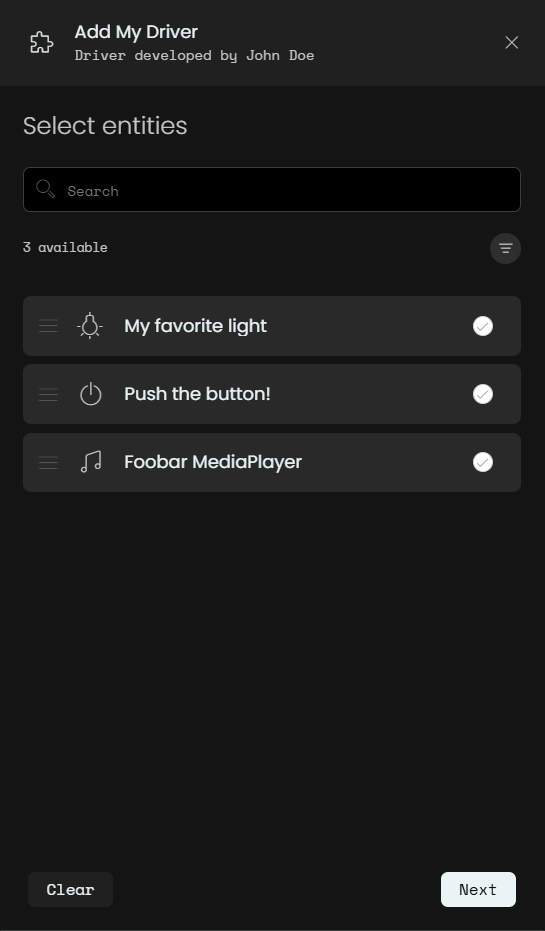 Add My Driver
Driver developed by John Doe
Select entities
Search
3 available
My favorite light
Push the button!
Foobar MediaPlayer
Clear
Next